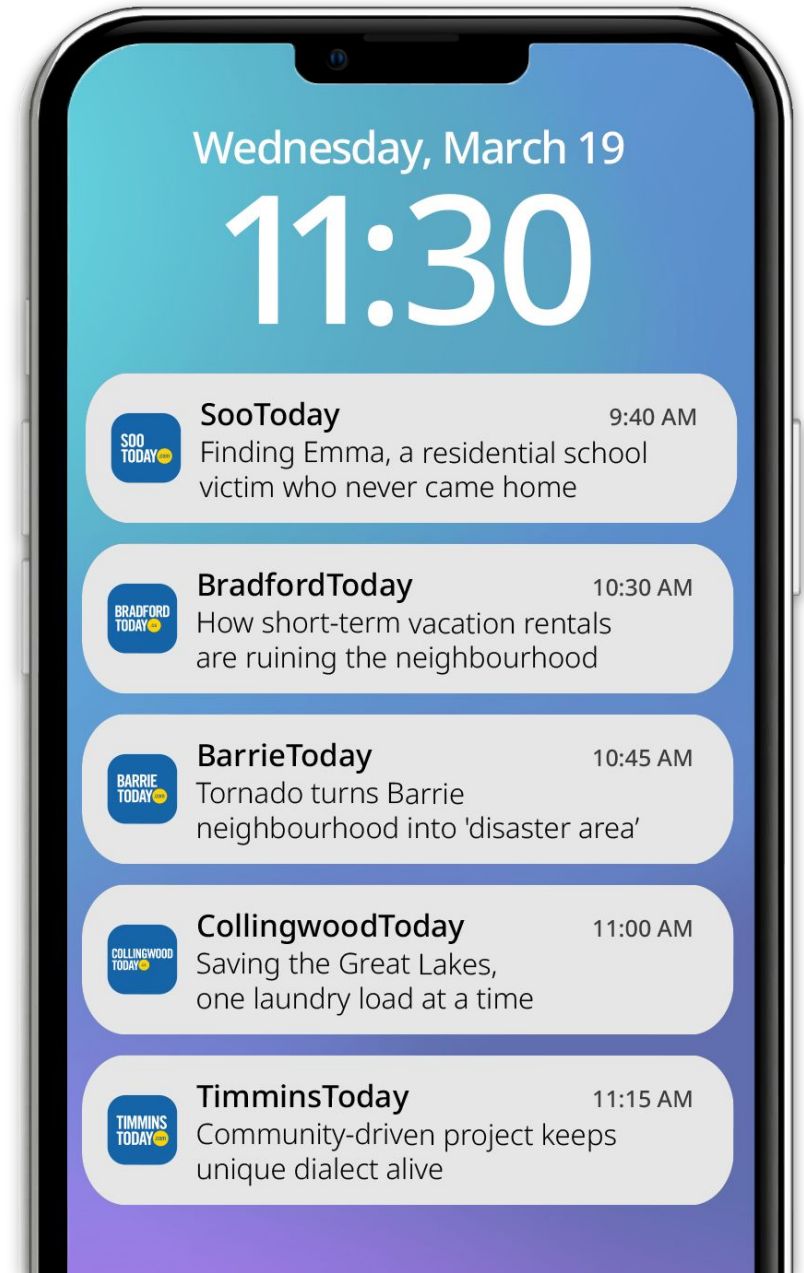 Wednesday, March 19
11:30
SooToday 9:40 AM
SOO
TODAY.com
Finding Emma, a residential school
victim who never came home
BradfordToday 10:30 AM
BRADFORD
TODAY
How short-term vacation rentals
are ruining the neighbourhood
BarrieToday 10:45 AM
BARRIE
TODAY.com
Tornado turns Barrie
neighbourhood into 'disaster area’
CollingwoodToday 11:00 AM
COLLINGWOOD
TODAY
Saving the Great Lakes,
one laundry load at a time
TimminsToday 11:15 AM
TIMMINS
TODAY.com
Community-driven project keeps
unique dialect alive